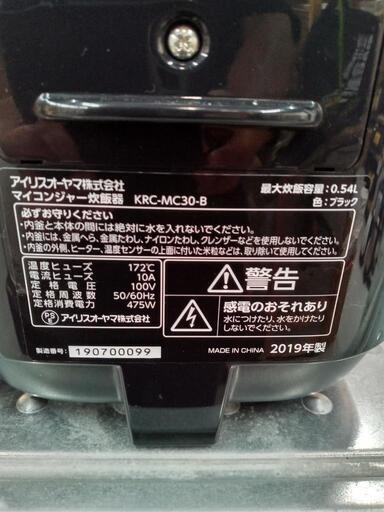 アイリスオーヤマ株式会社
マイコンジャー炊飯器 KRC-MC30-B
最大炊飯容量:0.54L
色:ブラック
必ずお守りください
・内釜と本体の間には絶対に水を入れないでください。
・内釜には、金属へら、金属たわし、ナイロンたわし、クレンザーなどを使用しないでください。
・内釜の外側、ヒーター、温度センサーの上面に付いた米粒などは、取り除いて使用してください。
温度ヒューズ 172℃
電流ヒューズ 10A
定格電圧 100V
定格周波数 50/60Hz
定格消費電力 475W
PS
E
アイリスオーヤマ株式会社
警告
感電のおそれあり
水につけたり、水をかけたり
しないでください。
製造番号: 190700099
MADE IN CHINA 2019年製